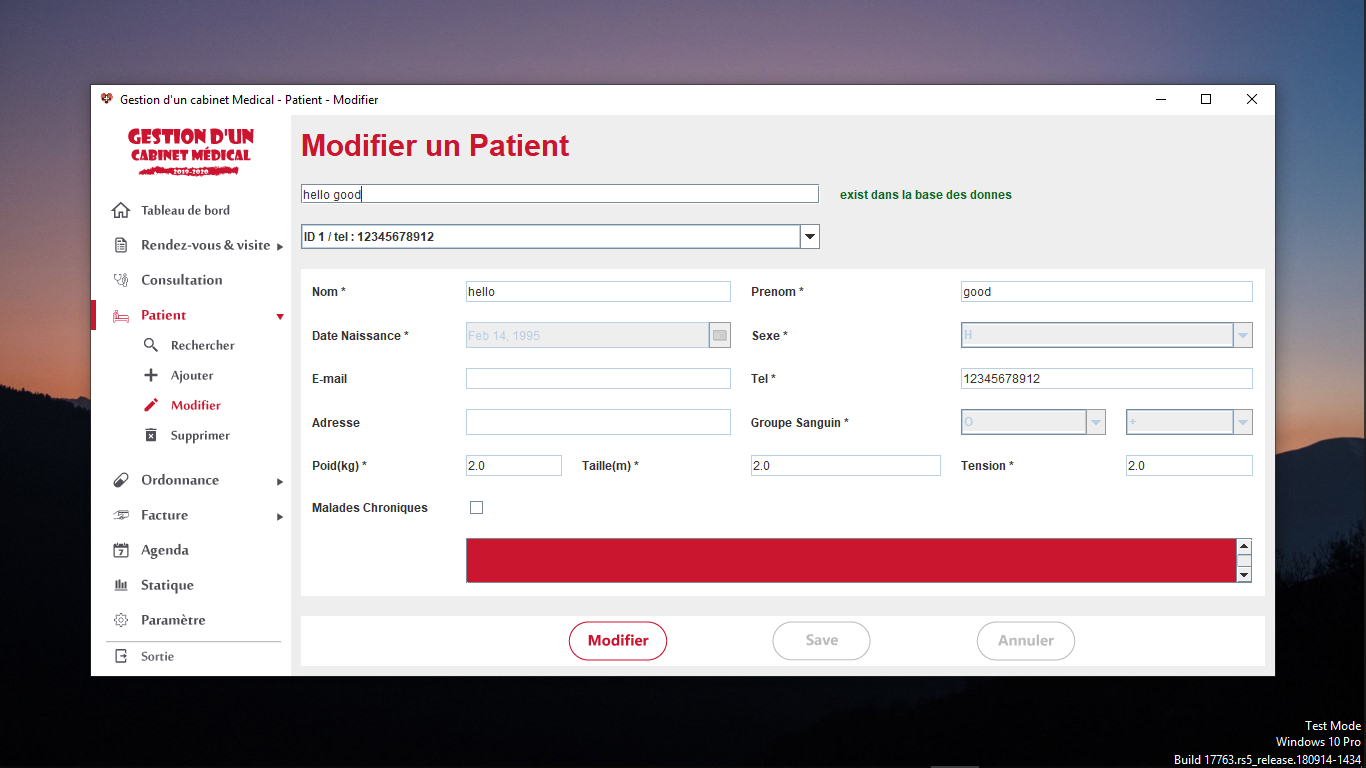 Gestion d'un cabinet Medical - Patient - Modifier
GESTION D'UN
CABINET MÉDICAL
2019-2020
Tableau de bord
Rendez-vous & visite
Consultation
Patient
Rechercher
Ajouter
Modifier
Supprimer
Ordonnance
Facture
7
Agenda
Statique
Paramètre
Sortie
Modifier un Patient
hello good
exist dans la base des donnes
ID 1 / tel : 12345678912
Nom * hello Prenom * good
Date Naissance * Feb 14, 1995 Sexe * H
E-mail Tel * 12345678912
Adresse Groupe Sanguin * O +
Poid(kg) * 2.0 Taille(m) * 2.0 Tension * 2.0
Malades Chroniques
Modifier Save Annuler
Test Mode
Windows 10 Pro
Build 17763.rs5_release.180914-1434